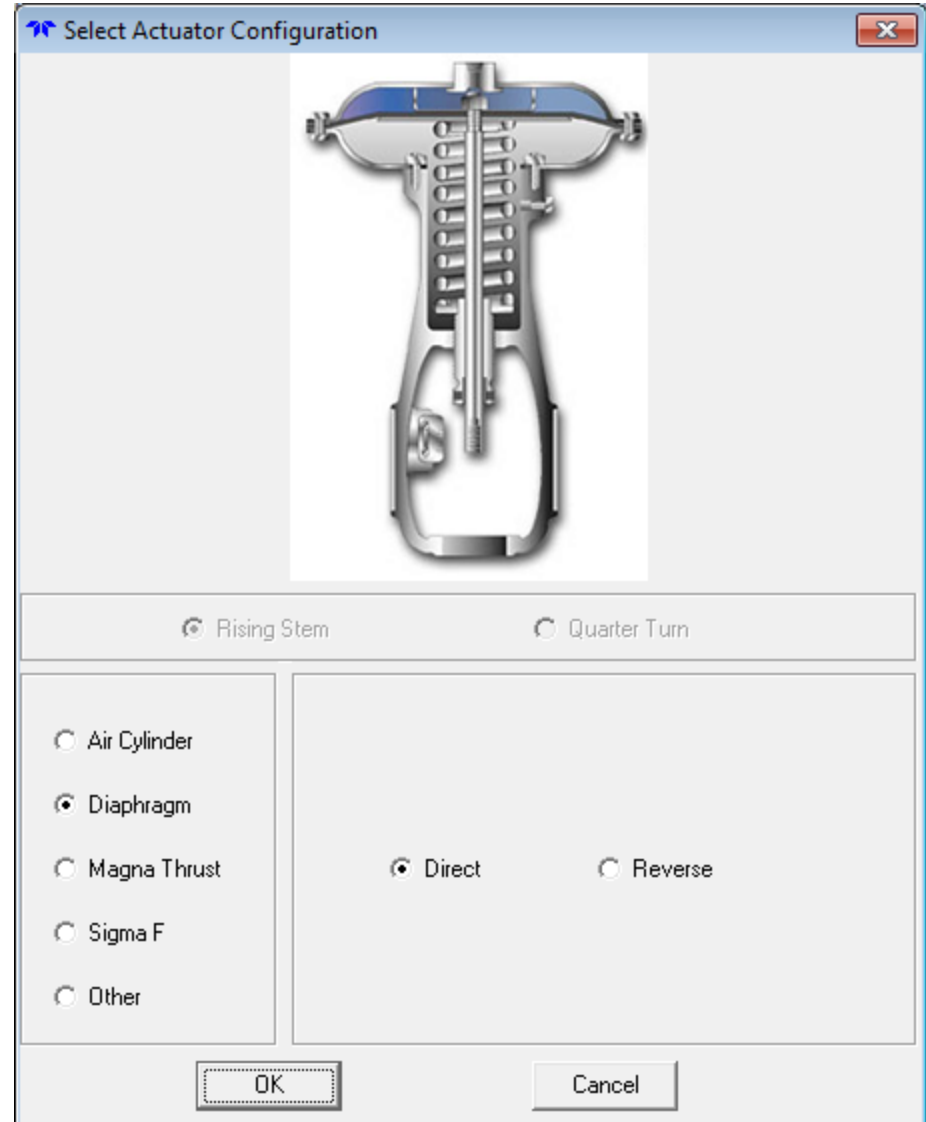 Select Actuator Configuration
Rising Stem
Quarter Turn
Air Cylinder
Diaphragm
Magna Thrust
Direct
Reverse
Sigma F
Other
OK
Cancel